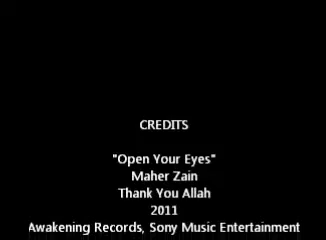 CREDITS
"Open Your Eyes"
Maher Zain
Thank You Allah
2011
Awakening Records, Sony Music Entertainment